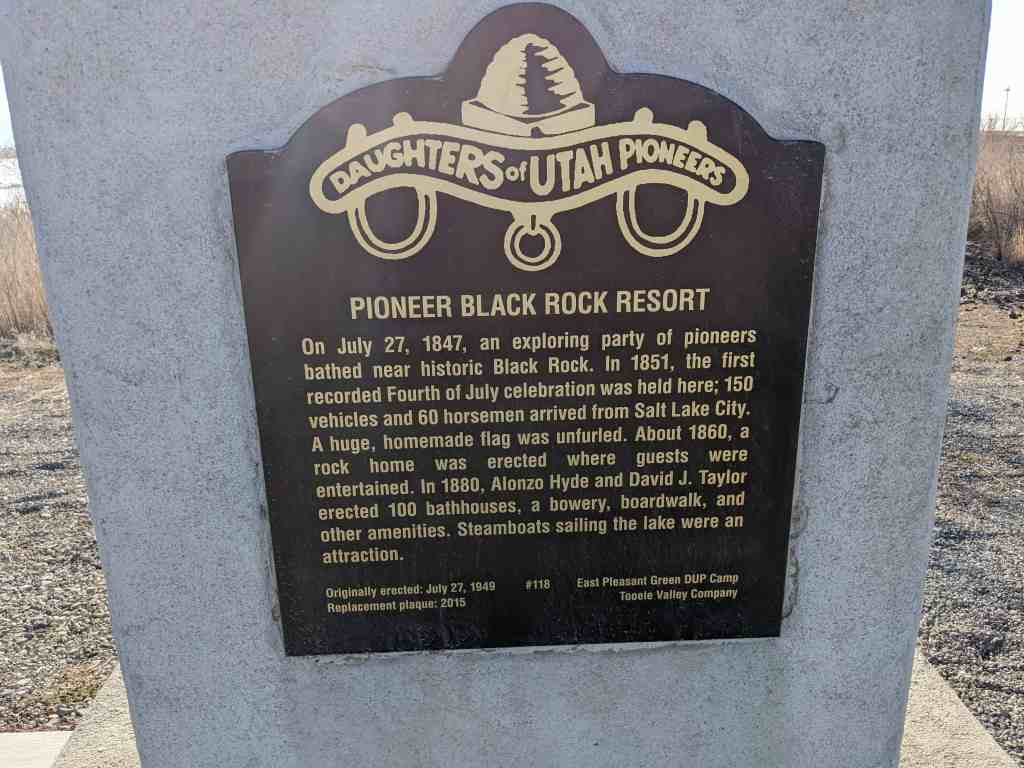 DAUGHTERS of UTAH PIONEERS
PIONEER BLACK ROCK RESORT
On July 27, 1847, an exploring party of pioneers
bathed near historic Black Rock. In 1851, the first
recorded Fourth of July celebration was held here; 150
vehicles and 60 horsemen arrived from Salt Lake City.
A huge, homemade flag was unfurled. About 1860, a
rock home was erected where guests were
entertained. In 1880, Alonzo Hyde and David J. Taylor
erected 100 bathhouses, a bowery, boardwalk, and
other amenities. Steamboats sailing the lake were an
attraction.
Originally erected: July 27, 1949 #118 East Pleasant Green DUP Camp
Replacement plaque: 2015 Tooele Valley Company